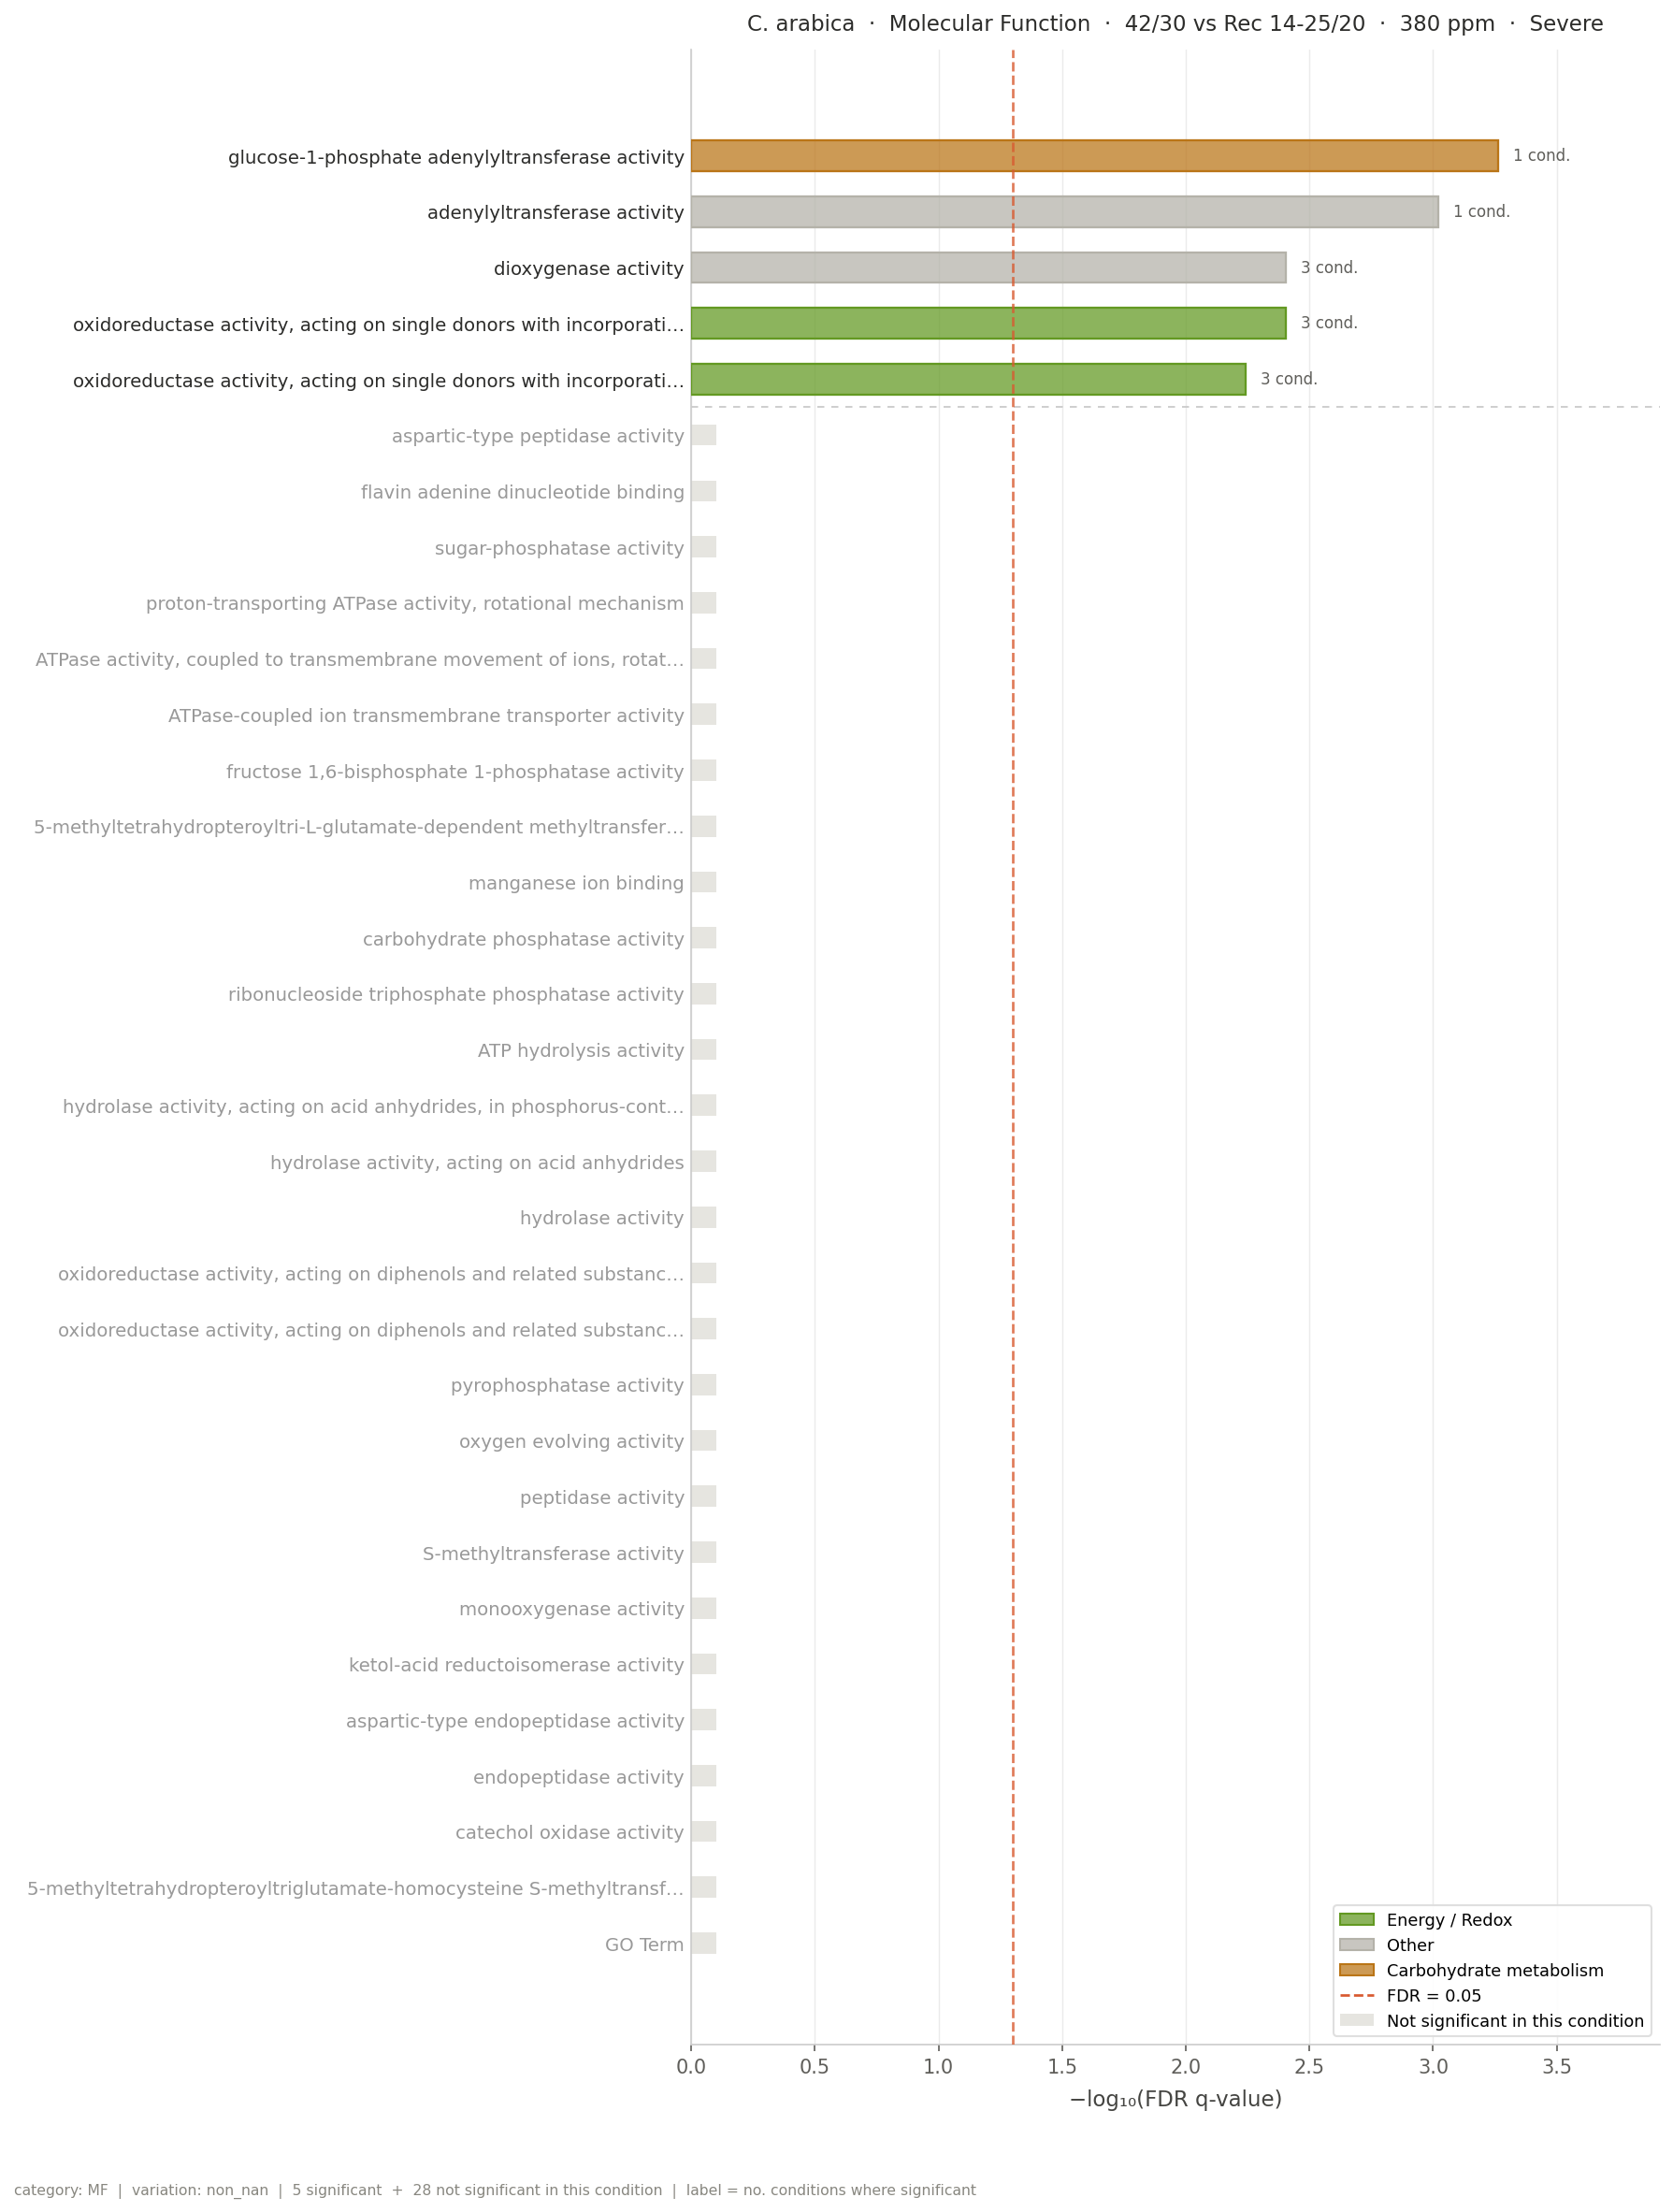 C. arabica · Molecular Function · 42/30 vs Rec 14-25/20 · 380 ppm · Severe
glucose-1-phosphate adenylyltransferase activity 1 cond.
adenylyltransferase activity 1 cond.
dioxygenase activity 3 cond.
oxidoreductase activity, acting on single donors with incorporati… 3 cond.
oxidoreductase activity, acting on single donors with incorporati… 3 cond.
aspartic-type peptidase activity
flavin adenine dinucleotide binding
sugar-phosphatase activity
proton-transporting ATPase activity, rotational mechanism
ATPase activity, coupled to transmembrane movement of ions, rotat…
ATPase-coupled ion transmembrane transporter activity
fructose 1,6-bisphosphate 1-phosphatase activity
5-methyltetrahydropteroyltri-L-glutamate-dependent methyltransfer…
manganese ion binding
carbohydrate phosphatase activity
ribonucleoside triphosphate phosphatase activity
ATP hydrolysis activity
hydrolase activity, acting on acid anhydrides, in phosphorus-cont…
hydrolase activity, acting on acid anhydrides
hydrolase activity
oxidoreductase activity, acting on diphenols and related substanc…
oxidoreductase activity, acting on diphenols and related substanc…
pyrophosphatase activity
oxygen evolving activity
peptidase activity
S-methyltransferase activity
monooxygenase activity
ketol-acid reductoisomerase activity
aspartic-type endopeptidase activity
endopeptidase activity
catechol oxidase activity
5-methyltetrahydropteroyltriglutamate-homocysteine S-methyltransf…
GO Term
Energy / Redox
Other
Carbohydrate metabolism
FDR = 0.05
Not significant in this condition
0.0 0.5 1.0 1.5 2.0 2.5 3.0 3.5
−log₁₀(FDR q-value)
category: MF | variation: non_nan | 5 significant + 28 not significant in this condition | label = no. conditions where significant